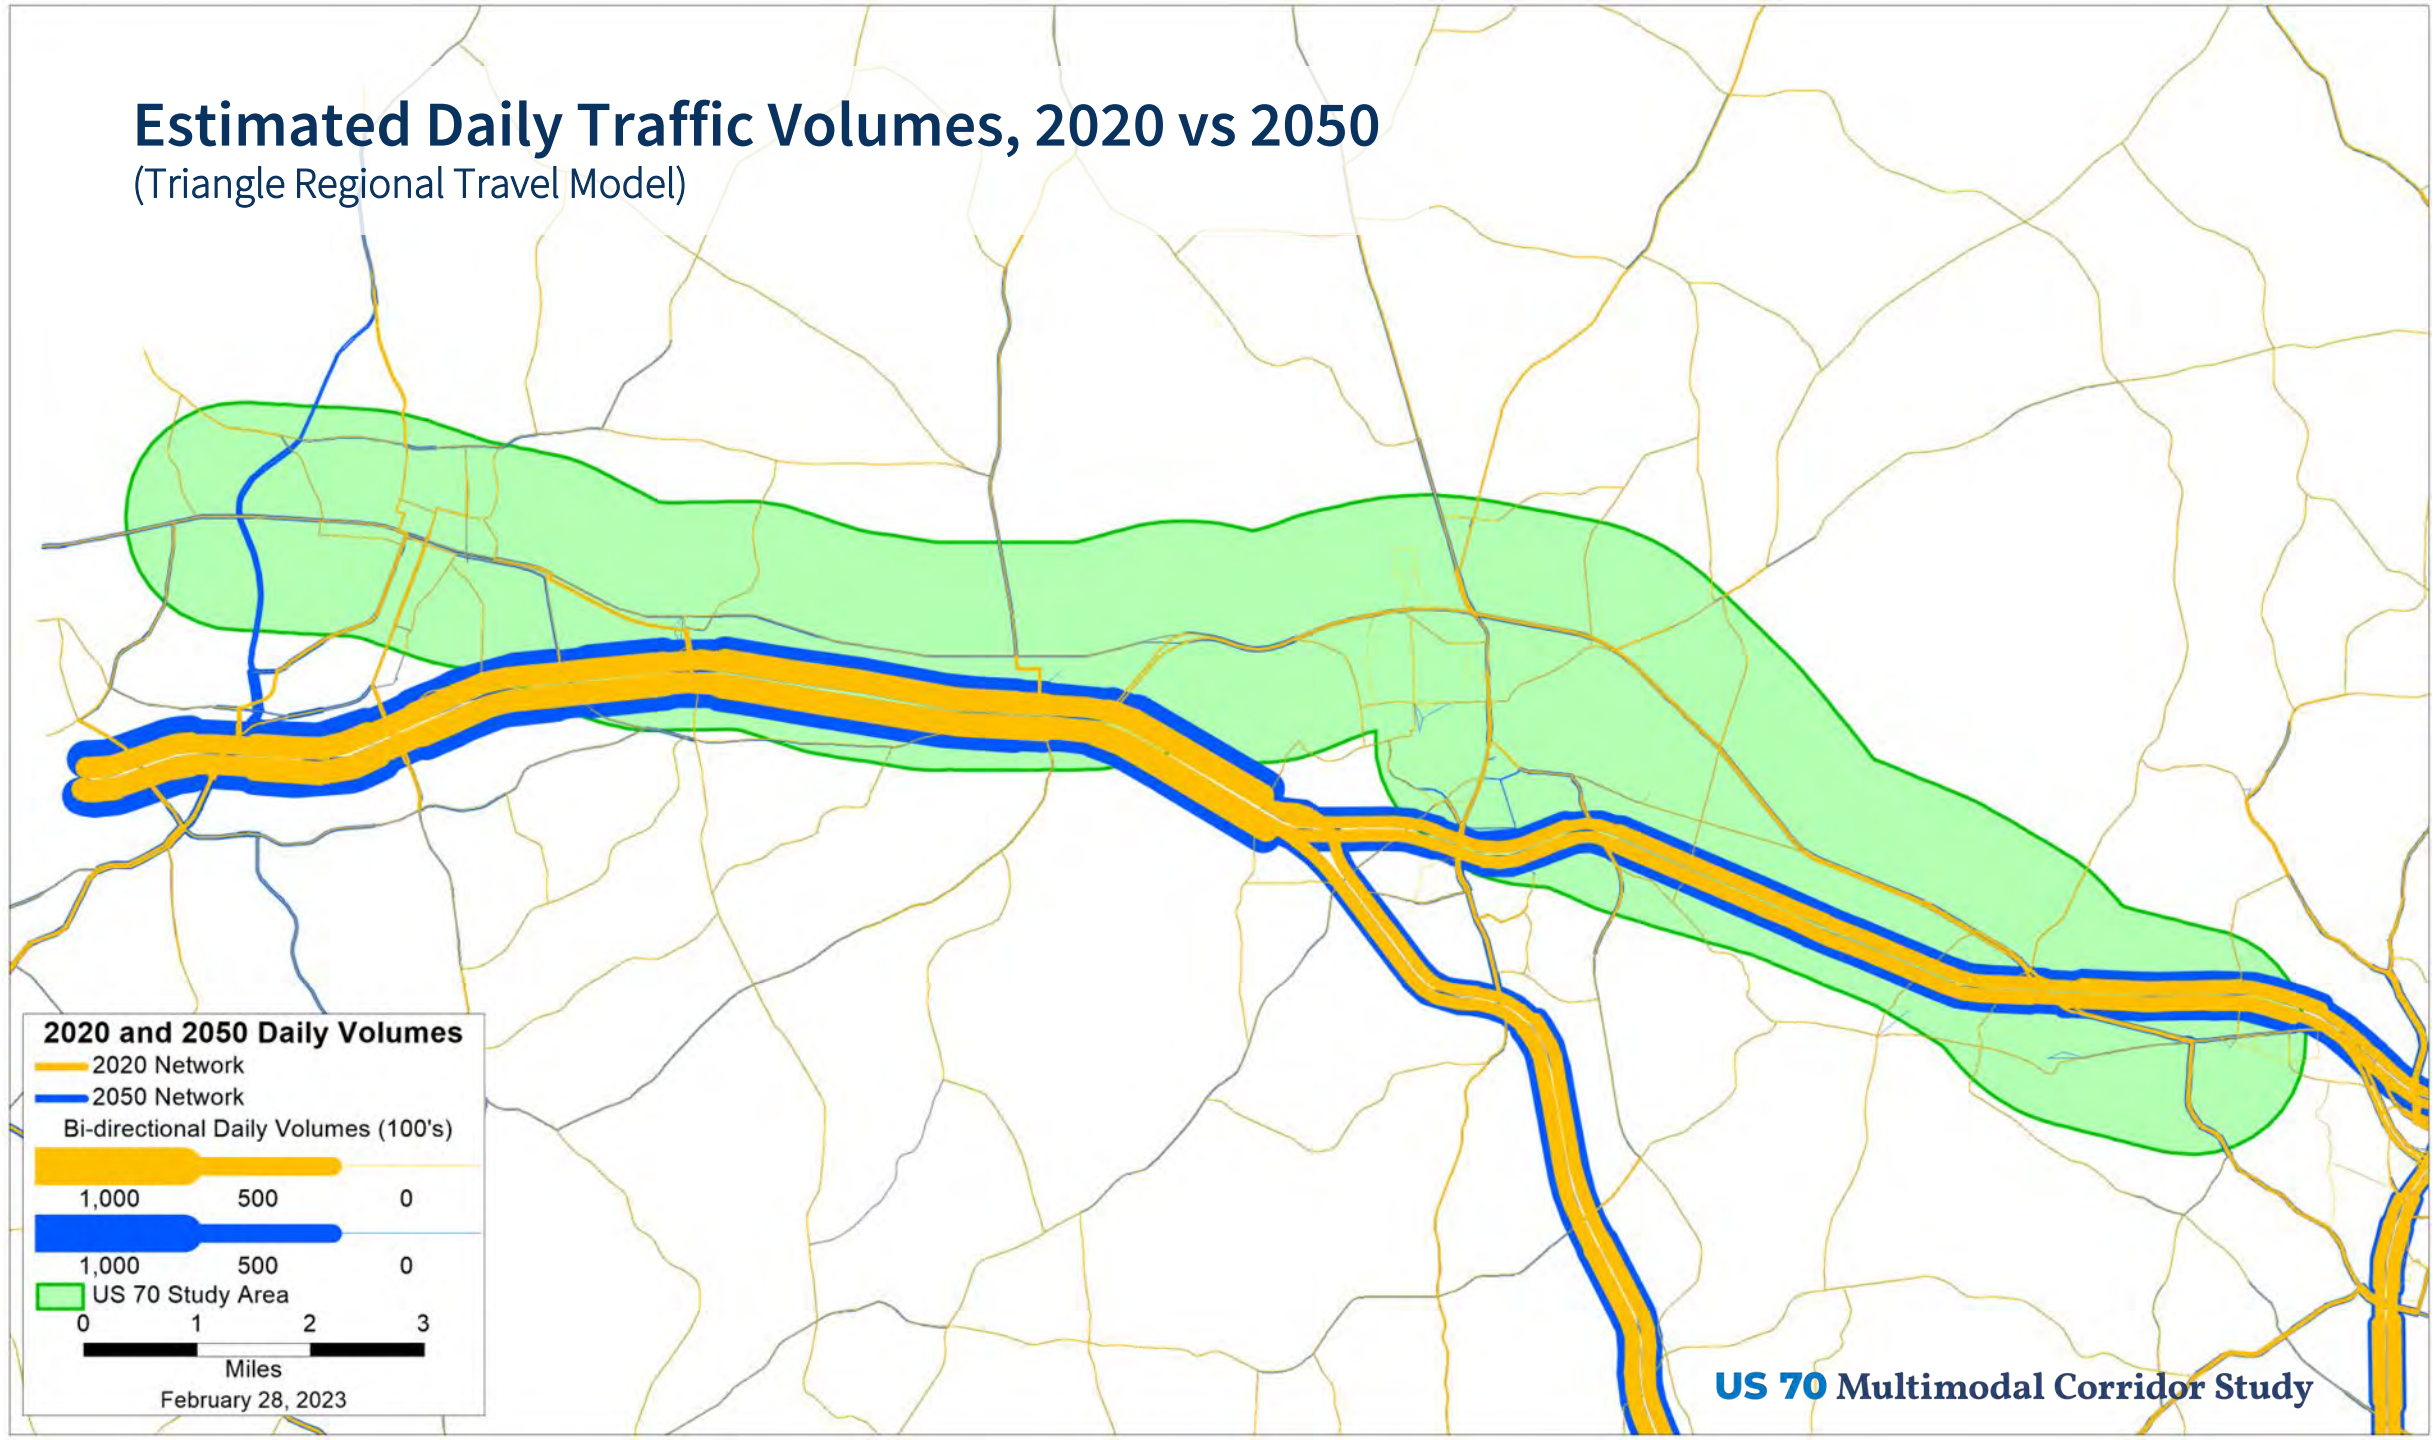 Estimated Daily Traffic Volumes, 2020 vs 2050
(Triangle Regional Travel Model)
2020 and 2050 Daily Volumes
2020 Network
2050 Network
Bi-directional Daily Volumes (100's)
1,000 500 0
1,000 500 0
US 70 Study Area
0 1 2 3
Miles
February 28, 2023
US 70 Multimodal Corridor Study